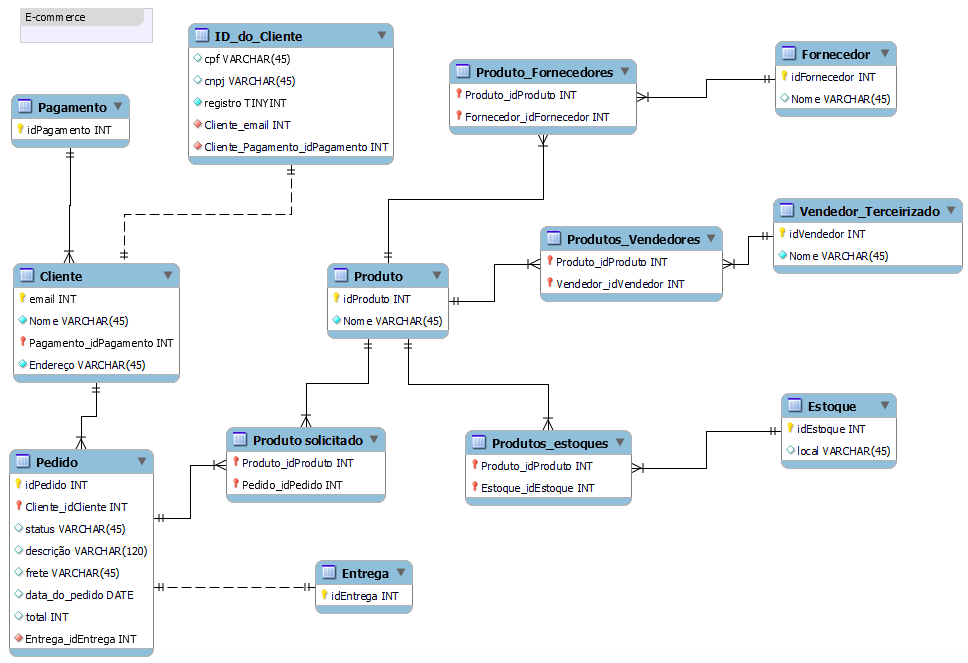 E-commerce
ID_do_Cliente
cpf VARCHAR(45)
cnpj VARCHAR(45)
registro TINYINT
Cliente_email INT
Cliente_Pagamento_idPagamento INT
Pagamento
idPagamento INT
Produto_Fornecedores
Produto_idProduto INT
Fornecedor_idFornecedor INT
Fornecedor
idFornecedor INT
Nome VARCHAR(45)
Produtos_Vendedores
Produto_idProduto INT
Vendedor_idVendedor INT
Vendedor_Terceirizado
idVendedor INT
Nome VARCHAR(45)
Cliente
email INT
Nome VARCHAR(45)
Pagamento_idPagamento INT
Endereço VARCHAR(45)
Produto
idProduto INT
Nome VARCHAR(45)
Estoque
idEstoque INT
local VARCHAR(45)
Produto solicitado
Produto_idProduto INT
Pedido_idPedido INT
Produtos_estoques
Produto_idProduto INT
Estoque_idEstoque INT
Pedido
idPedido INT
Cliente_idCliente INT
status VARCHAR(45)
descrição VARCHAR(120)
frete VARCHAR(45)
data_do_pedido DATE
total INT
Entrega_idEntrega INT
Entrega
idEntrega INT